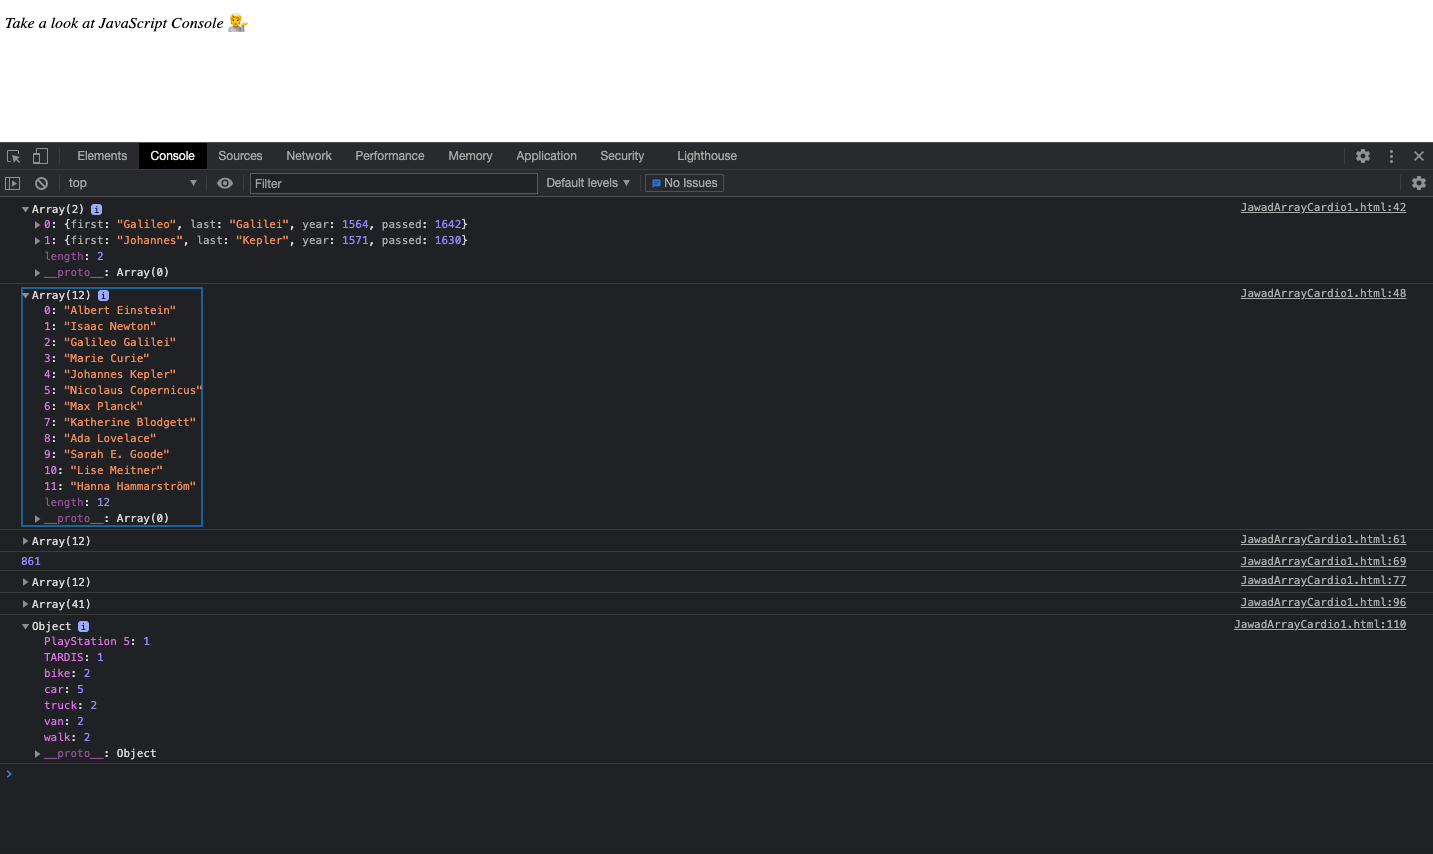 Take a look at JavaScript Console 👨‍🎨
Elements Console Sources Network Performance Memory Application Security Lighthouse
top Filter Default levels No Issues
Array(2) i JawadArrayCardio1.html:42
0: {first: "Galileo", last: "Galilei", year: 1564, passed: 1642}
1: {first: "Johannes", last: "Kepler", year: 1571, passed: 1630}
length: 2
__proto__: Array(0)
Array(12) i JawadArrayCardio1.html:48
0: "Albert Einstein"
1: "Isaac Newton"
2: "Galileo Galilei"
3: "Marie Curie"
4: "Johannes Kepler"
5: "Nicolaus Copernicus"
6: "Max Planck"
7: "Katherine Blodgett"
8: "Ada Lovelace"
9: "Sarah E. Goode"
10: "Lise Meitner"
11: "Hanna Hammarström"
length: 12
__proto__: Array(0)
Array(12) JawadArrayCardio1.html:61
861 JawadArrayCardio1.html:69
Array(12) JawadArrayCardio1.html:77
Array(41) JawadArrayCardio1.html:96
Object i JawadArrayCardio1.html:110
PlayStation 5: 1
TARDIS: 1
bike: 2
car: 5
truck: 2
van: 2
walk: 2
__proto__: Object